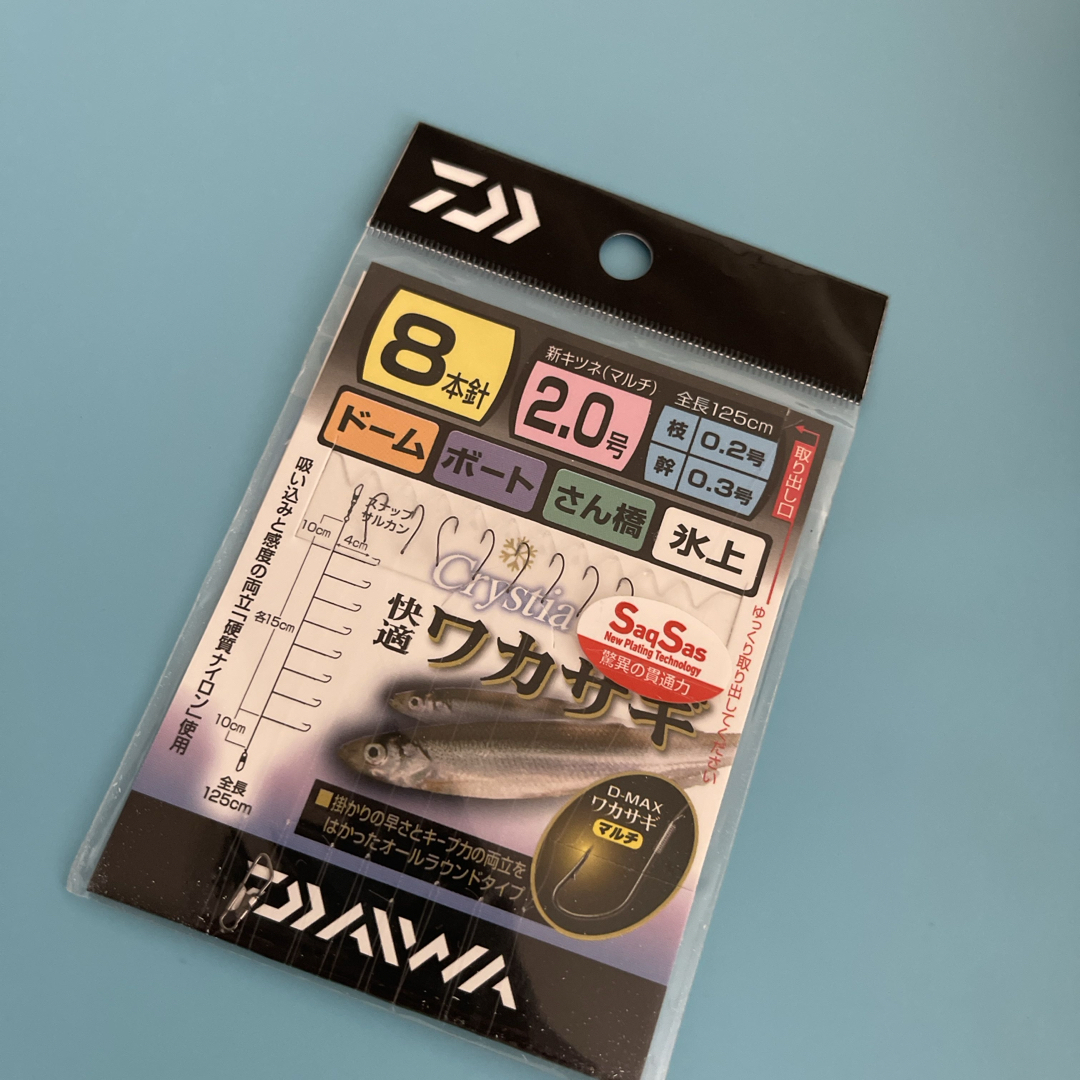 8本針
新キツネ(マルチ)
2.0号
全長125cm
枝 0.2号
幹 0.3号
取り出し口
ゆっくり取り出してください
ドーム
ボート
さん橋
氷上
吸い込みと感度の両立「硬質ナイロン」使用
スナップ
サルカン
10cm
4cm
各15cm
10cm
全長
125cm
Crystia
快適
ワカサギ
SaqSas
New Plating Technology
驚異の貫通力
D-MAX
ワカサギ
マルチ
■掛かりの早さとキープ力の両立を
はかったオールラウンドタイプ
DAIWA